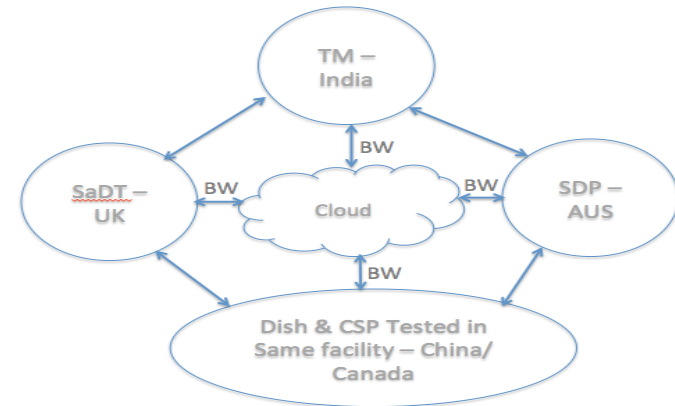 TM –
India
BW
SaDT –
UK
BW
Cloud
BW
SDP –
AUS
BW
Dish & CSP Tested in
Same facility – China/
Canada